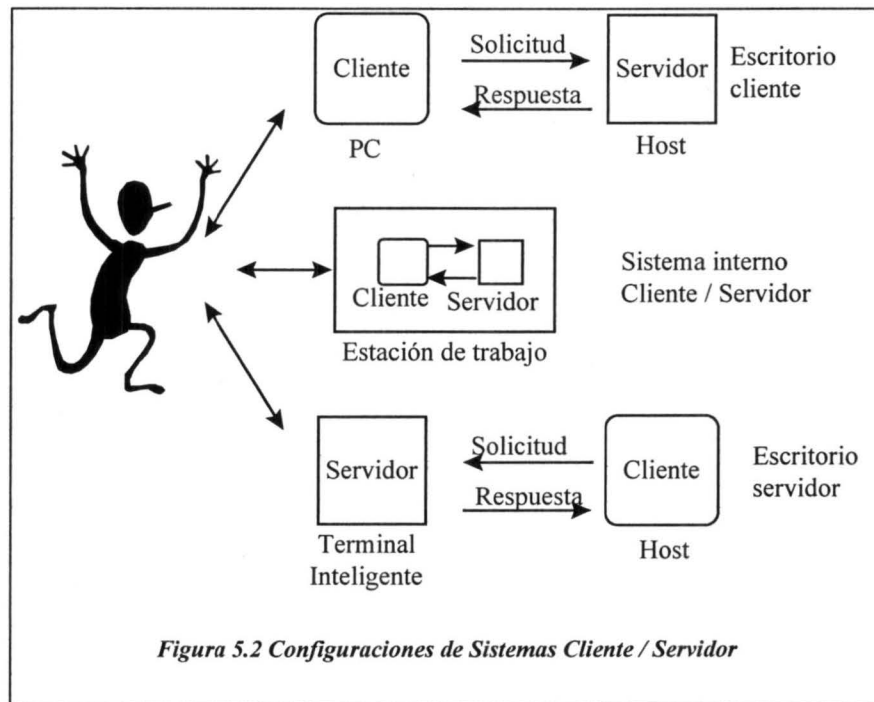 Cliente
Solicitud
Respuesta
Servidor
Escritorio
cliente
PC
Host
Cliente
Servidor
Sistema interno
Cliente / Servidor
Estación de trabajo
Servidor
Solicitud
Respuesta
Cliente
Escritorio
servidor
Terminal
Inteligente
Host
Figura 5.2 Configuraciones de Sistemas Cliente / Servidor